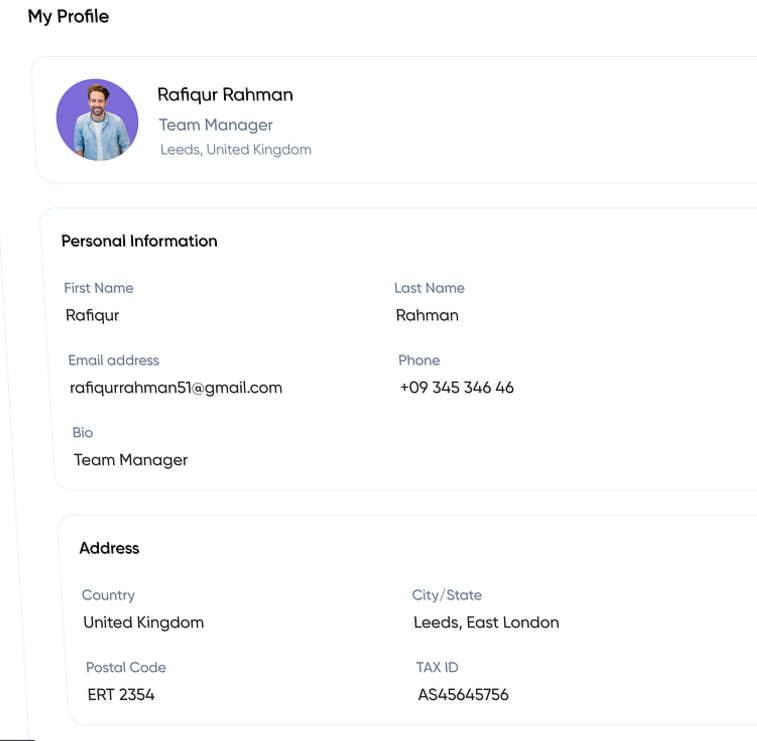 My Profile
Rafiqur Rahman
Team Manager
Leeds, United Kingdom
Personal Information
First Name Last Name
Rafiqur Rahman
Email address Phone
rafiqurrahman51@gmail.com +09 345 346 46
Bio
Team Manager
Address
Country City/State
United Kingdom Leeds, East London
Postal Code TAX ID
ERT 2354 AS45645756